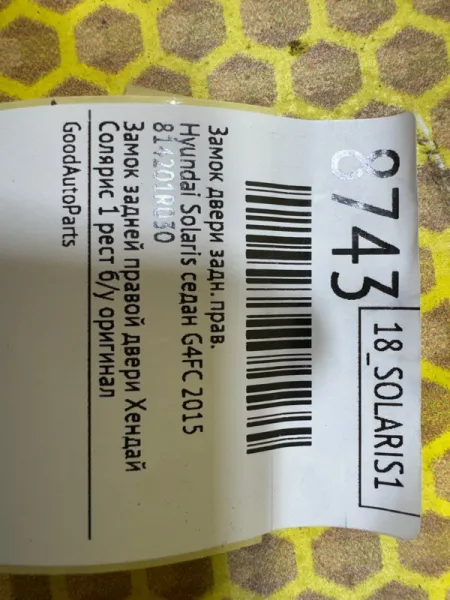 8743
18_SOLARIS1
Замок двери задн.прав.
Hyundai Solaris седан G4FC 2015
814201R030
Замок задней правой двери Хендай
Солярис 1 рест б/у оригинал
GoodAutoParts